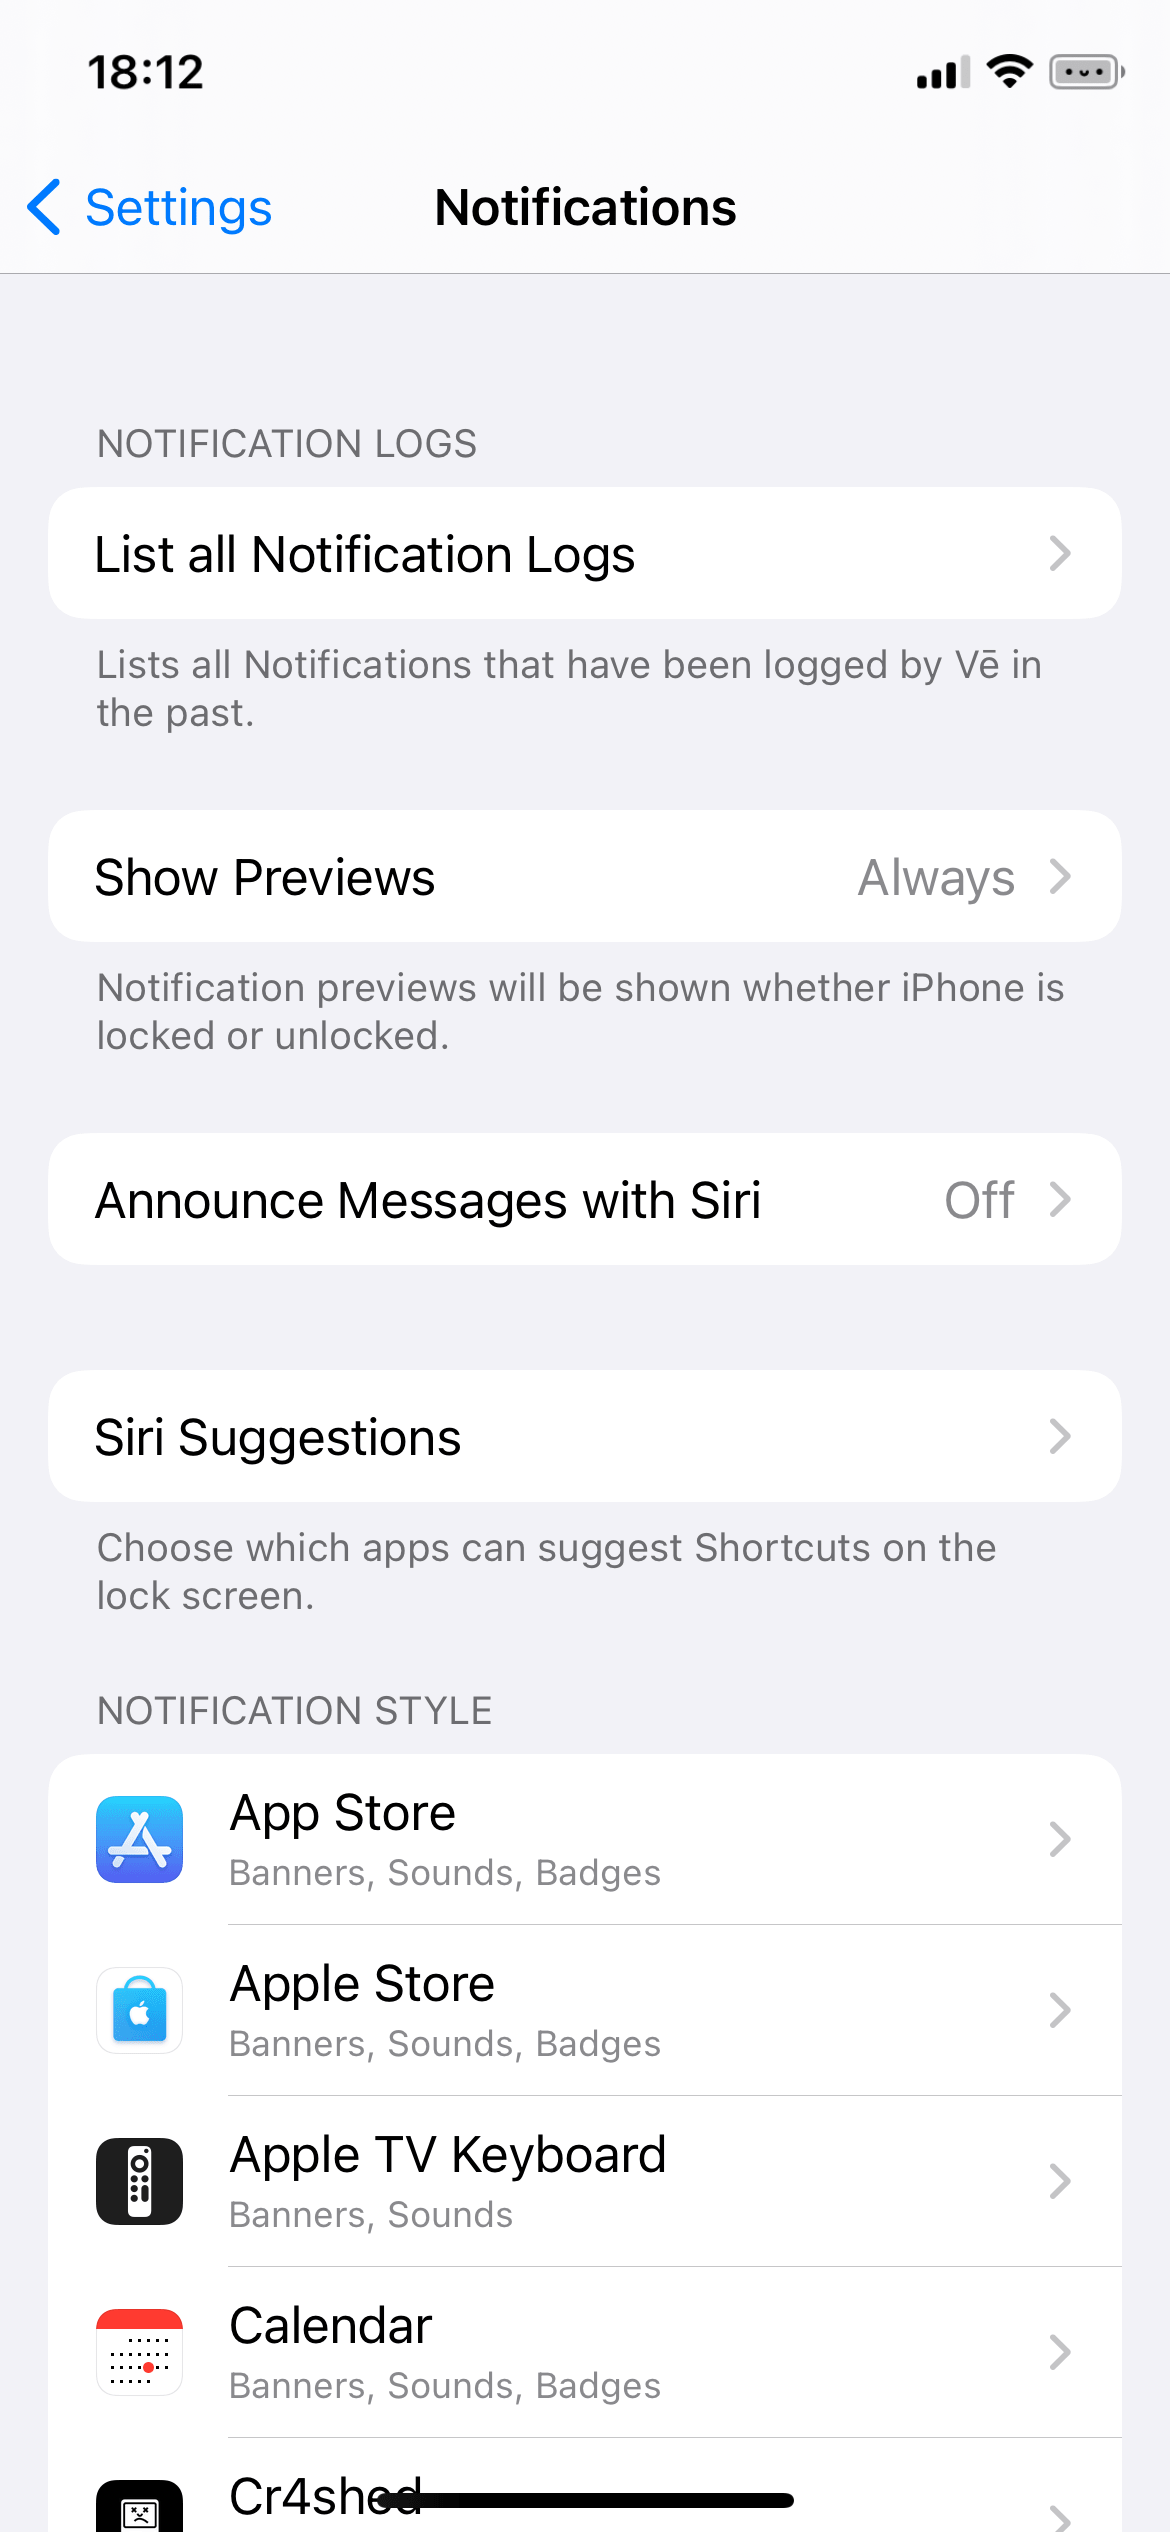 18:12
Settings
Notifications
NOTIFICATION LOGS
List all Notification Logs
Lists all Notifications that have been logged by Vē in
the past.
Show Previews
Always
Notification previews will be shown whether iPhone is
locked or unlocked.
Announce Messages with Siri
Off
Siri Suggestions
Choose which apps can suggest Shortcuts on the
lock screen.
NOTIFICATION STYLE
App Store
Banners, Sounds, Badges
Apple Store
Banners, Sounds, Badges
Apple TV Keyboard
Banners, Sounds
Calendar
Banners, Sounds, Badges
Cr4shed